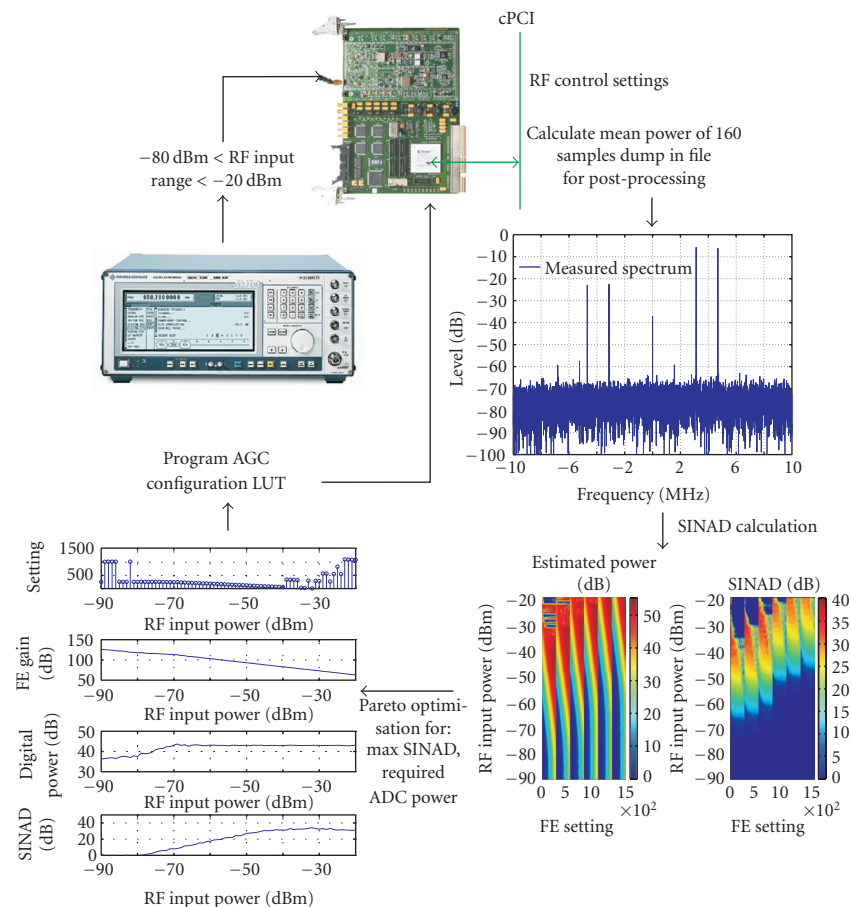 cPCI
RF control settings
Calculate mean power of 160
samples dump in file
for post-processing
−80 dBm < RF input
range < −20 dBm
0
−10
−20
−30
−40
−50
−60
−70
−80
−90
−100
Level (dB)
Measured spectrum
−10 −6 −2 2 6 10
Frequency (MHz)
Program AGC
configuration LUT
SINAD calculation
1500
500
Setting
−90 −70 −50 −30
RF input power (dBm)
150
100
50
FE gain
(dB)
−90 −70 −50 −30
RF input power (dBm)
50
40
30
Digital
power (dB)
−90 −70 −50 −30
RF input power (dBm)
40
20
0
SINAD
(dB)
−90 −70 −50 −30
RF input power (dBm)
Pareto optimi-
sation for:
max SINAD,
required
ADC power
Estimated power
(dB)
−20
−30
−40
−50
−60
−70
−80
−90
RF input power (dBm)
0 5 10 15
×10²
FE setting
50
40
30
20
10
0
SINAD (dB)
−20
−30
−40
−50
−60
−70
−80
−90
RF input power (dBm)
0 5 10 15
×10²
FE setting
40
35
30
25
20
15
10
5
0